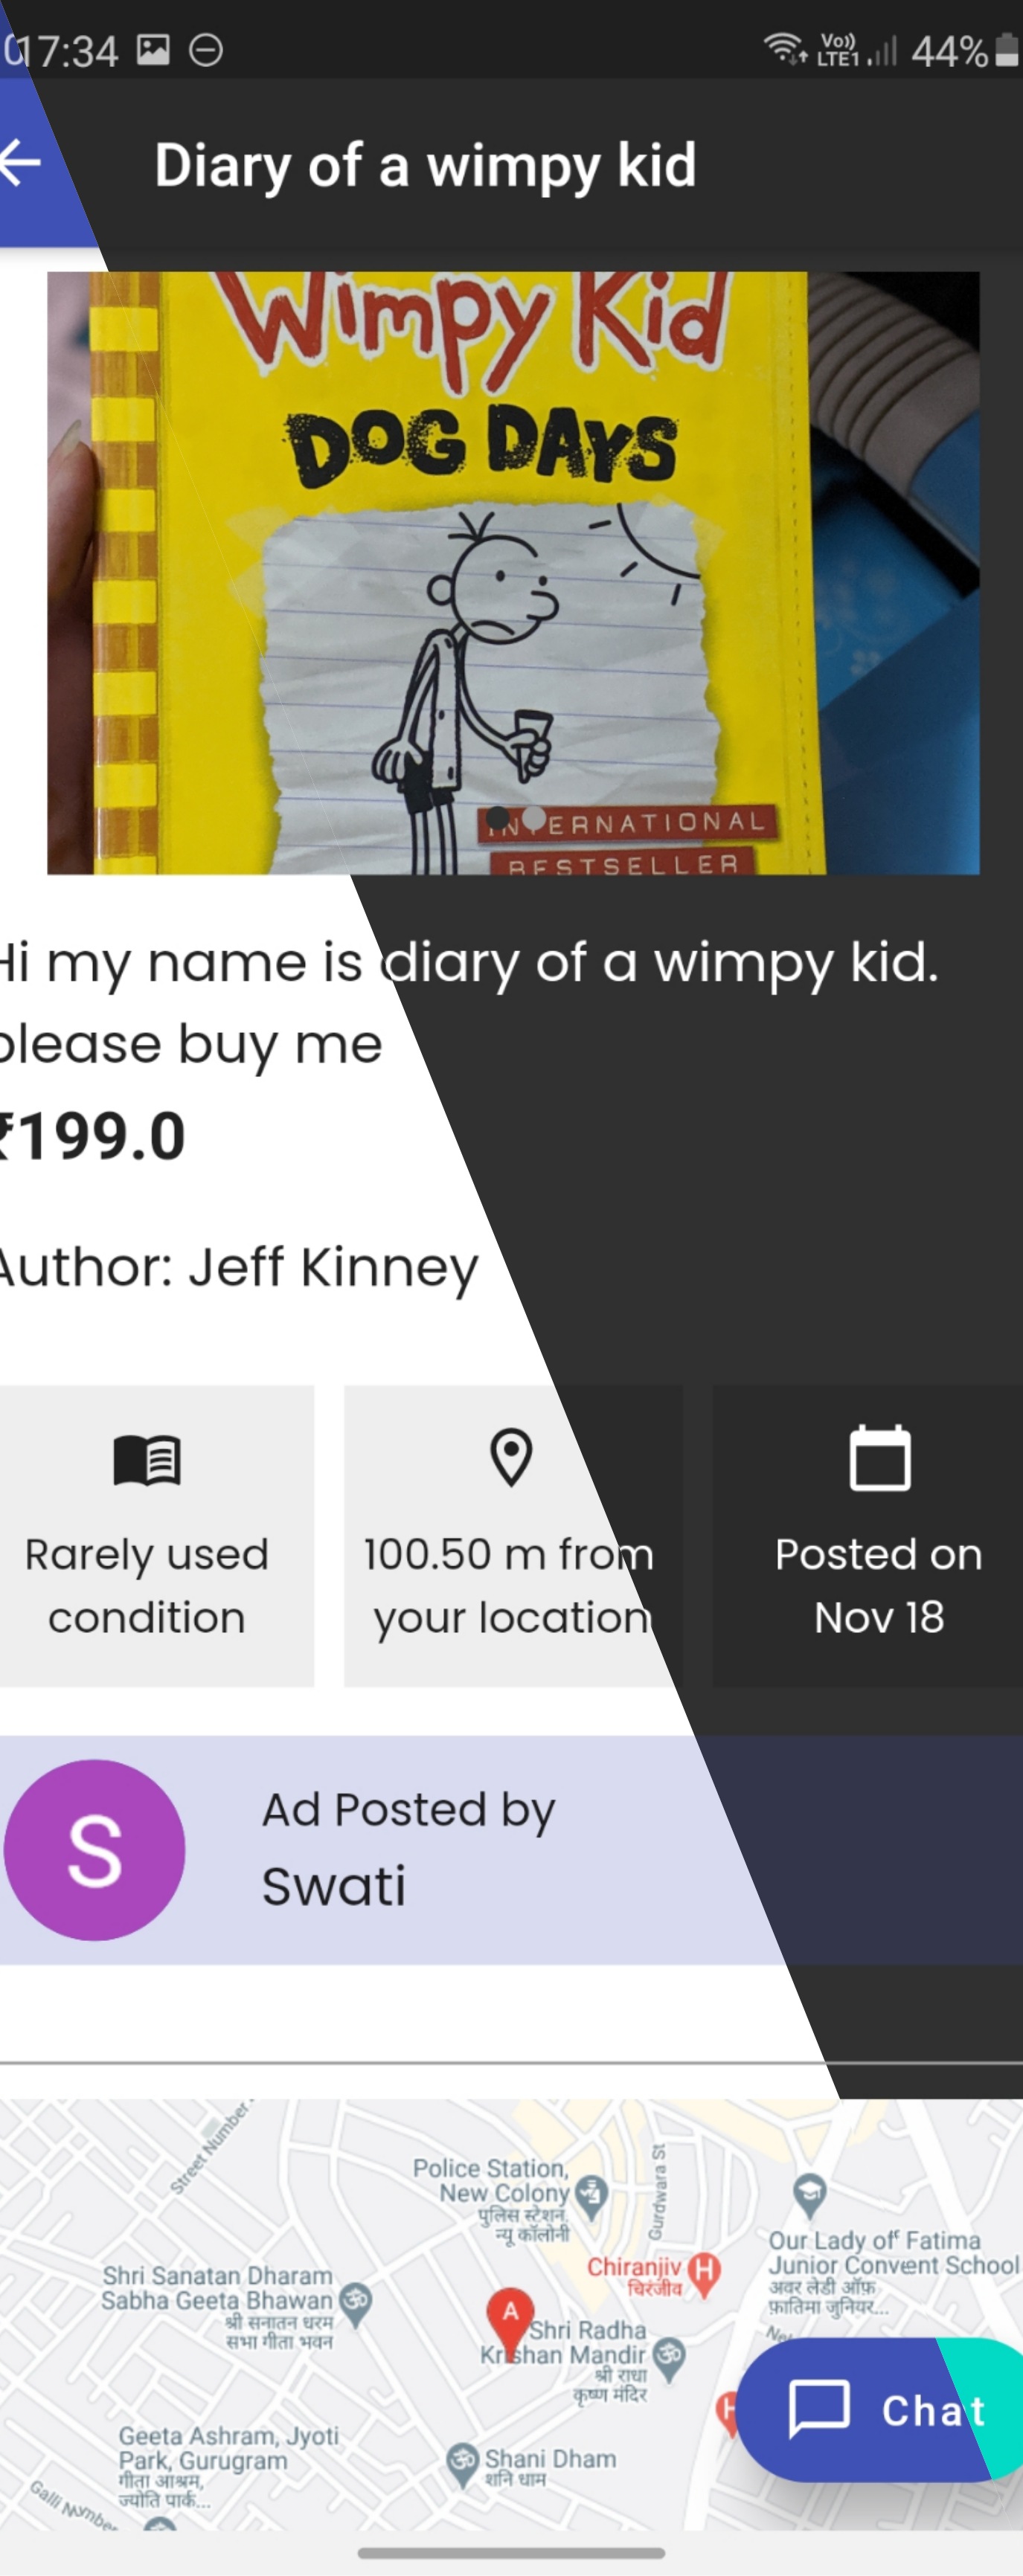 17:34
Vo))
LTE1
44%
Diary of a wimpy kid
Wimpy Kid
DOG DAYS
INTERNATIONAL
BESTSELLER
Hi my name is diary of a wimpy kid.
please buy me
₹199.0
Author: Jeff Kinney
Rarely used
condition
100.50 m from
your location
Posted on
Nov 18
S
Ad Posted by
Swati
Street Number
Police Station,
New Colony
पुलिस स्टेशन,
न्यू कॉलोनी
Gurdwara St
Our Lady of Fatima
Junior Convent School
अवर लेडी ऑफ़
फ़ातिमा जुनियर...
Chiranjiv
चिरंजीव
H
Shri Sanatan Dharam
Sabha Geeta Bhawan
श्री सनातन धरम
सभा गीता भवन
A
Shri Radha
Krishan Mandir
श्री राधा
कृष्ण मंदिर
H
Chat
Geeta Ashram, Jyoti
Park, Gurugram
गीता आश्रम,
ज्योति पार्क...
Shani Dham
शनि धाम
Galli Number